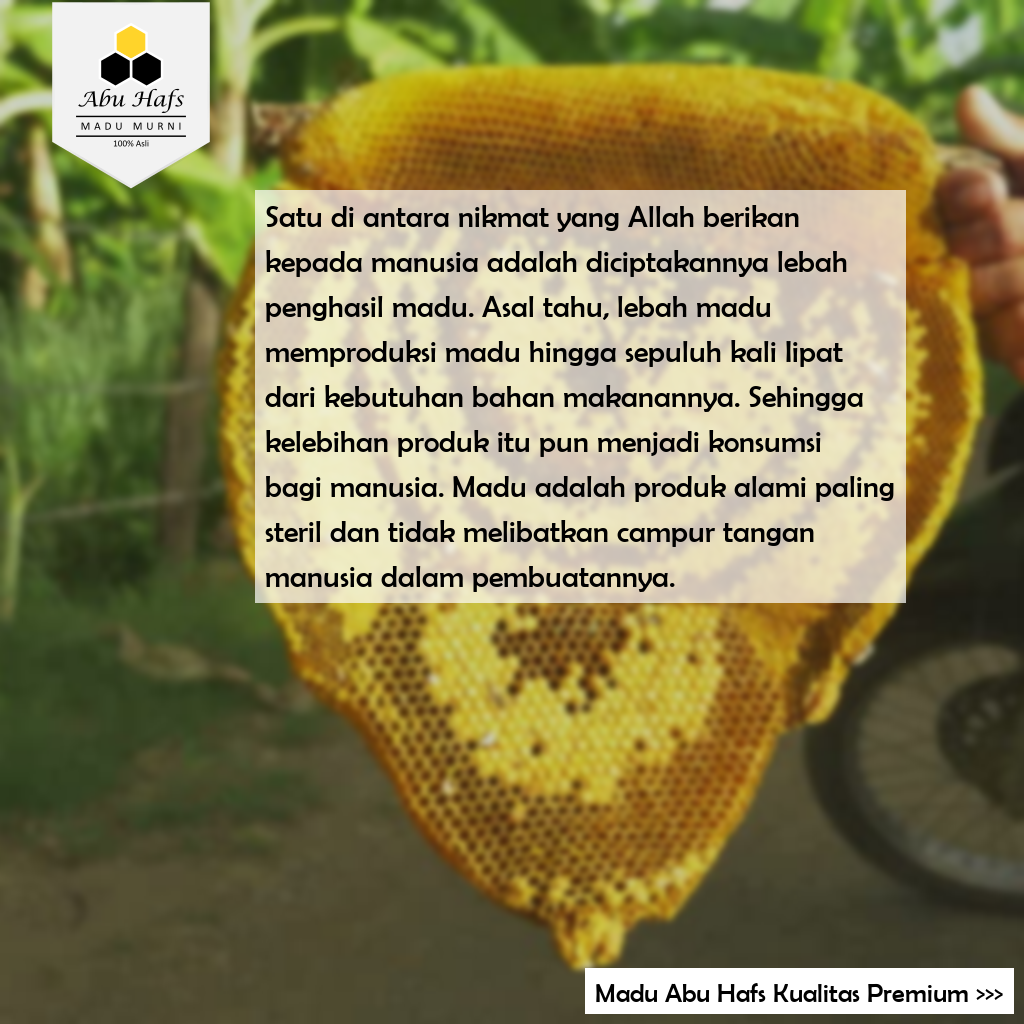 Abu Hafs
MADU MURNI
100% Asli
Satu di antara nikmat yang Allah berikan
kepada manusia adalah diciptakannya lebah
penghasil madu. Asal tahu, lebah madu
memproduksi madu hingga sepuluh kali lipat
dari kebutuhan bahan makanannya. Sehingga
kelebihan produk itu pun menjadi konsumsi
bagi manusia. Madu adalah produk alami paling
steril dan tidak melibatkan campur tangan
manusia dalam pembuatannya.
Madu Abu Hafs Kualitas Premium >>>